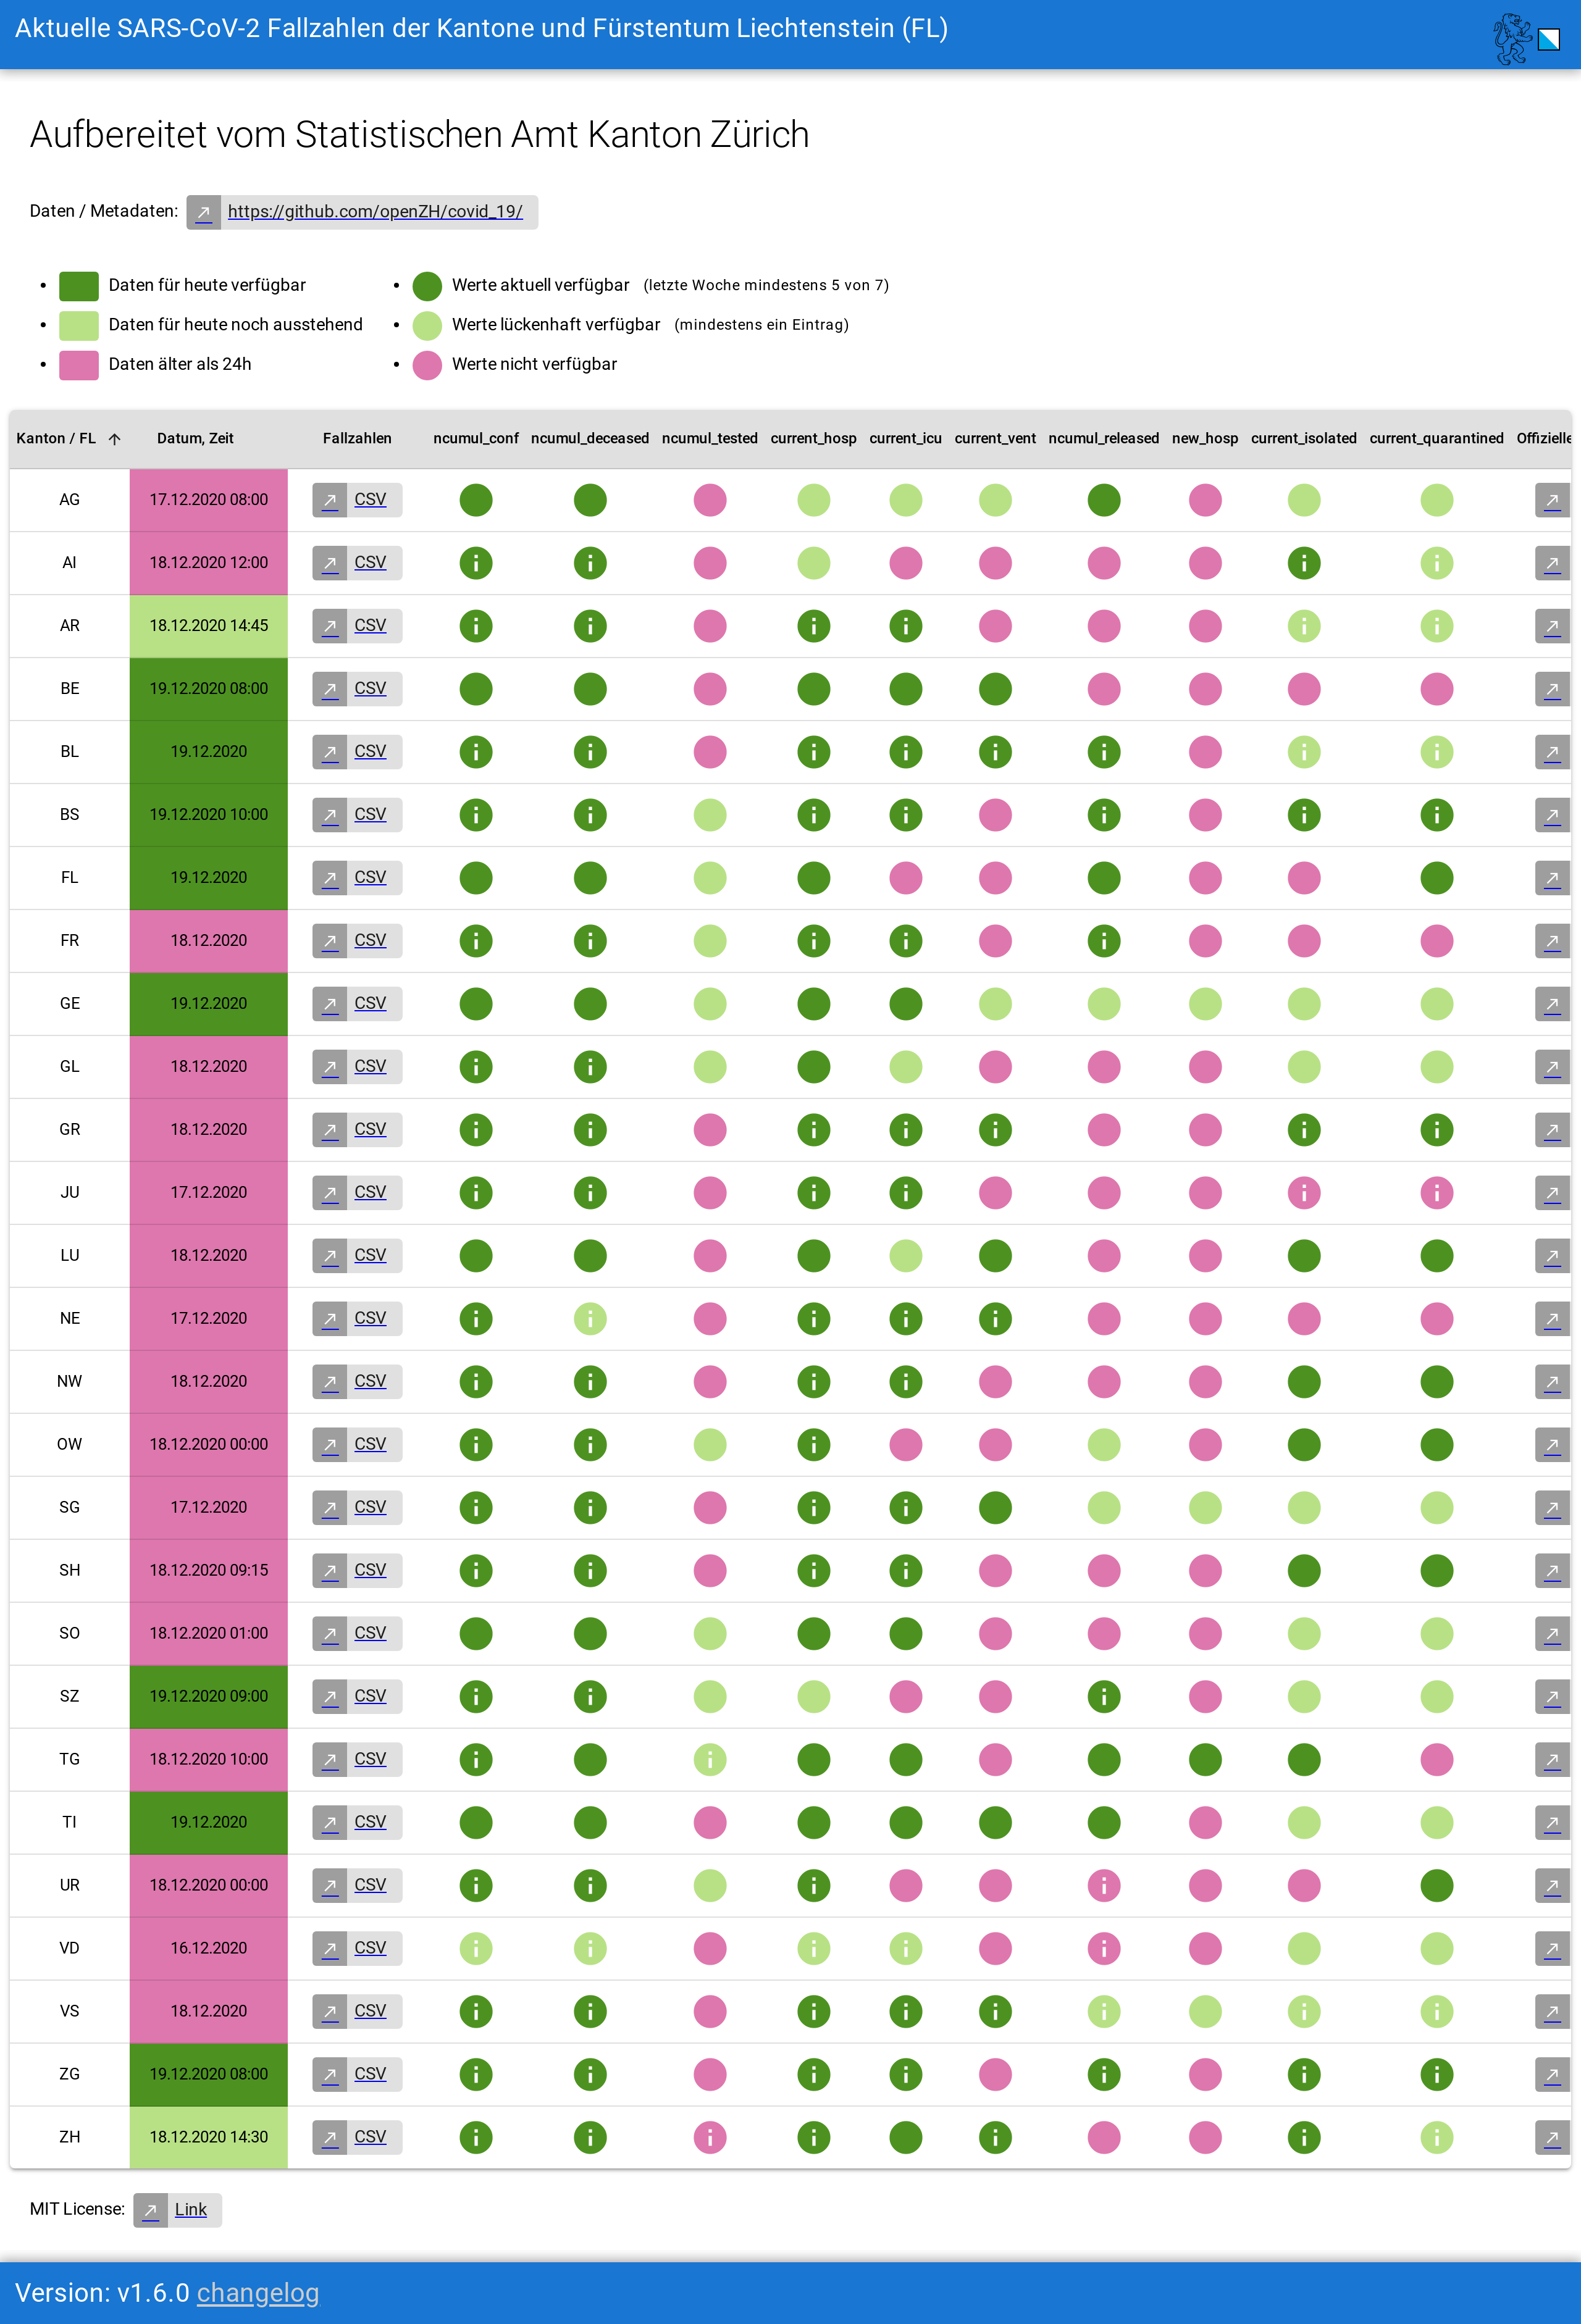 Aktuelle SARS-CoV-2 Fallzahlen der Kantone und Fürstentum Liechtenstein (FL)
Aufbereitet vom Statistischen Amt Kanton Zürich
Daten / Metadaten: https://github.com/openZH/covid_19/
Daten für heute verfügbar
Daten für heute noch ausstehend
Daten älter als 24h
Werte aktuell verfügbar (letzte Woche mindestens 5 von 7)
Werte lückenhaft verfügbar (mindestens ein Eintrag)
Werte nicht verfügbar
Kanton / FL Datum, Zeit Fallzahlen ncumul_conf ncumul_deceased ncumul_tested current_hosp current_icu current_vent ncumul_released new_hosp current_isolated current_quarantined Offizielle
AG 17.12.2020 08:00 CSV
AI 18.12.2020 12:00 CSV
AR 18.12.2020 14:45 CSV
BE 19.12.2020 08:00 CSV
BL 19.12.2020 CSV
BS 19.12.2020 10:00 CSV
FL 19.12.2020 CSV
FR 18.12.2020 CSV
GE 19.12.2020 CSV
GL 18.12.2020 CSV
GR 18.12.2020 CSV
JU 17.12.2020 CSV
LU 18.12.2020 CSV
NE 17.12.2020 CSV
NW 18.12.2020 CSV
OW 18.12.2020 00:00 CSV
SG 17.12.2020 CSV
SH 18.12.2020 09:15 CSV
SO 18.12.2020 01:00 CSV
SZ 19.12.2020 09:00 CSV
TG 18.12.2020 10:00 CSV
TI 19.12.2020 CSV
UR 18.12.2020 00:00 CSV
VD 16.12.2020 CSV
VS 18.12.2020 CSV
ZG 19.12.2020 08:00 CSV
ZH 18.12.2020 14:30 CSV
MIT License: Link
Version: v1.6.0 changelog